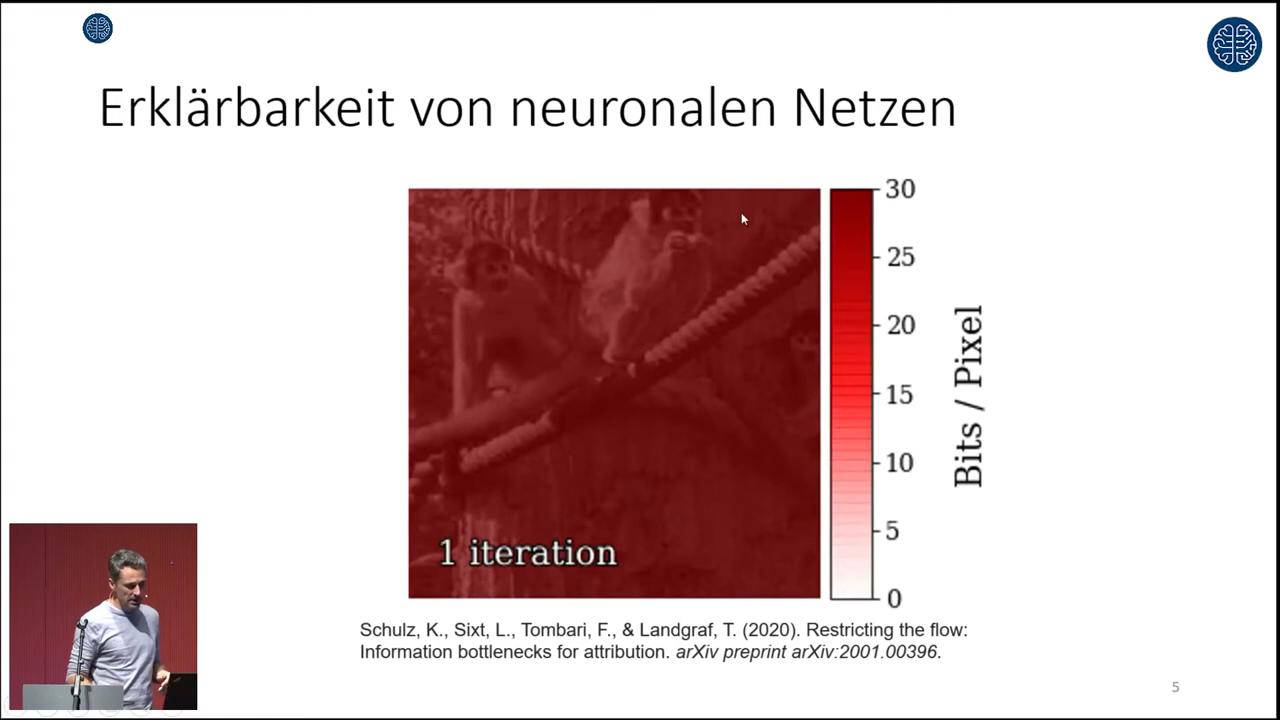 Erklärbarkeit von neuronalen Netzen
30
25
20
15
10
5
0
Bits / Pixel
1 iteration
Schulz, K., Sixt, L., Tombari, F., & Landgraf, T. (2020). Restricting the flow:
Information bottlenecks for attribution. arXiv preprint arXiv:2001.00396.
5